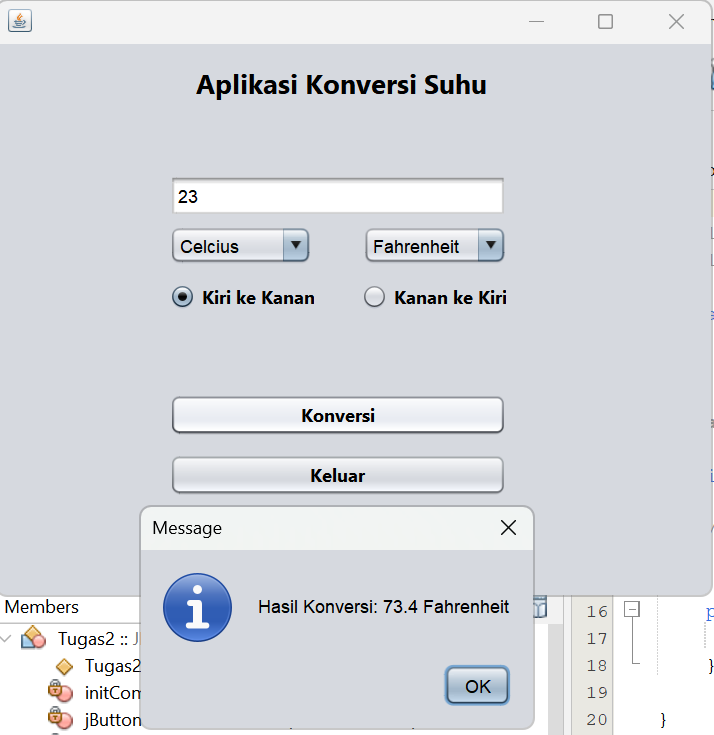 Aplikasi Konversi Suhu
23
Celcius Fahrenheit
Kiri ke Kanan Kanan ke Kiri
Konversi
Keluar
Message
Hasil Konversi: 73.4 Fahrenheit
OK
Members
Tugas2 ::
Tugas2
initCom
jButton
16
17
18 }
19
20 }